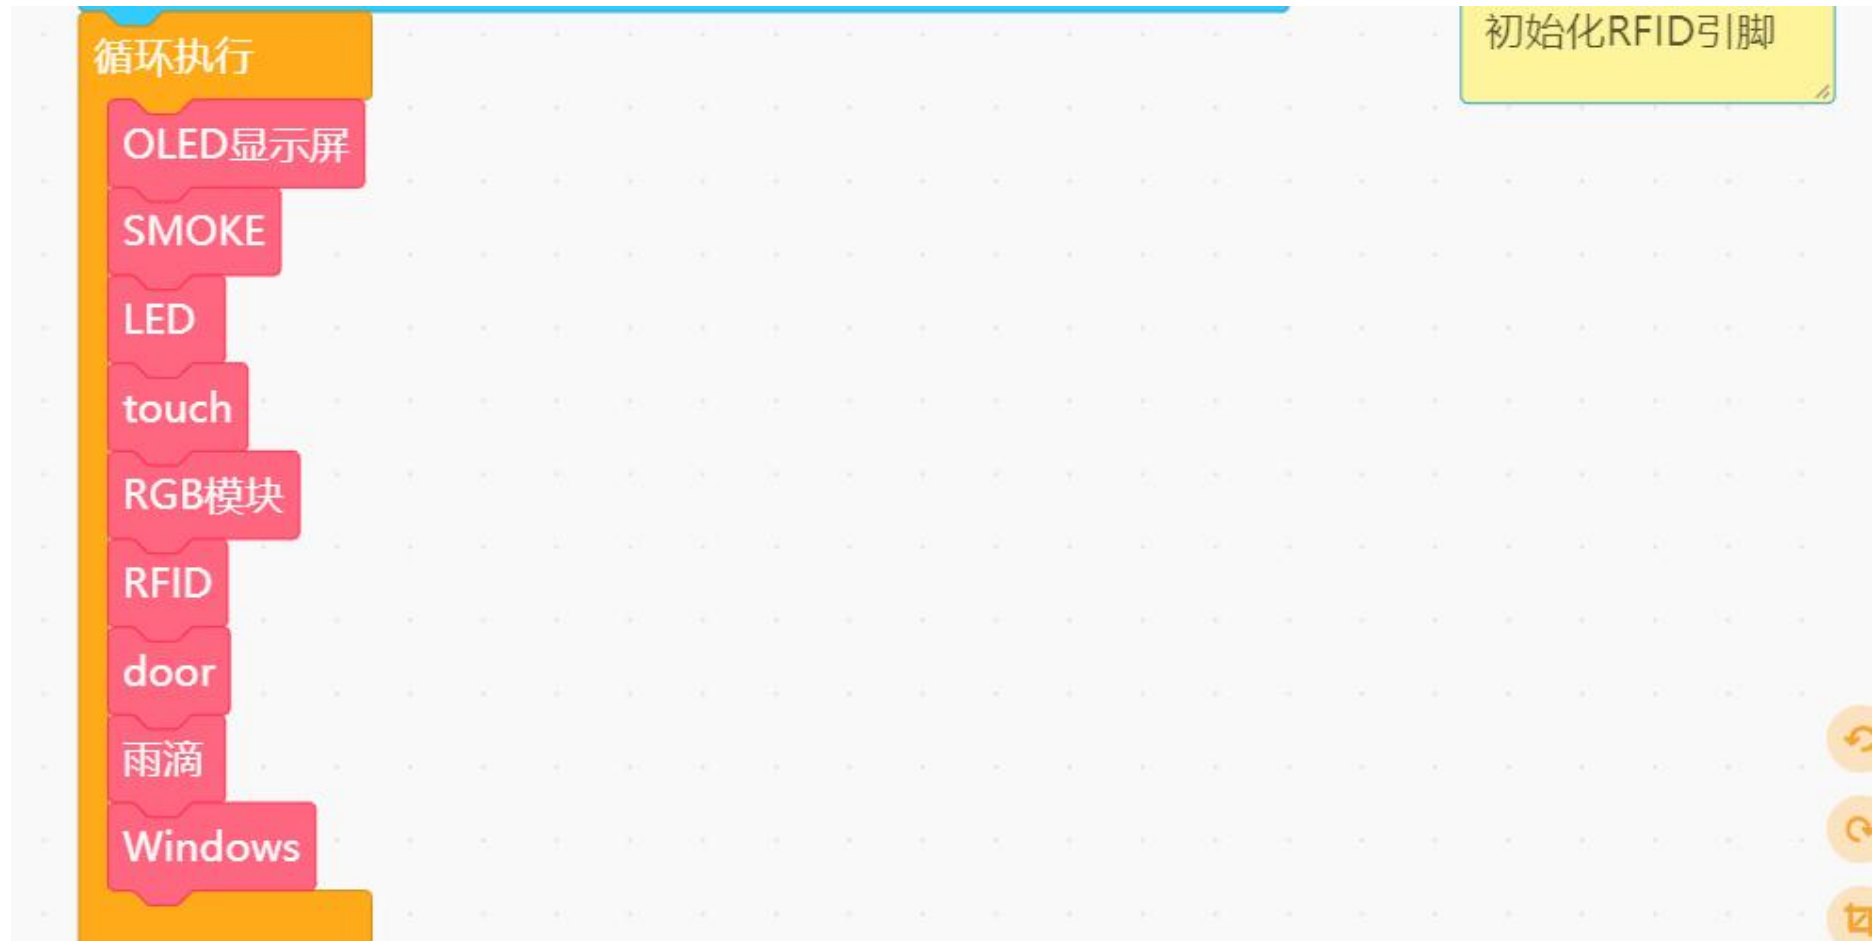 循环执行
初始化RFID引脚
OLED显示屏
SMOKE
LED
touch
RGB模块
RFID
door
雨滴
Windows